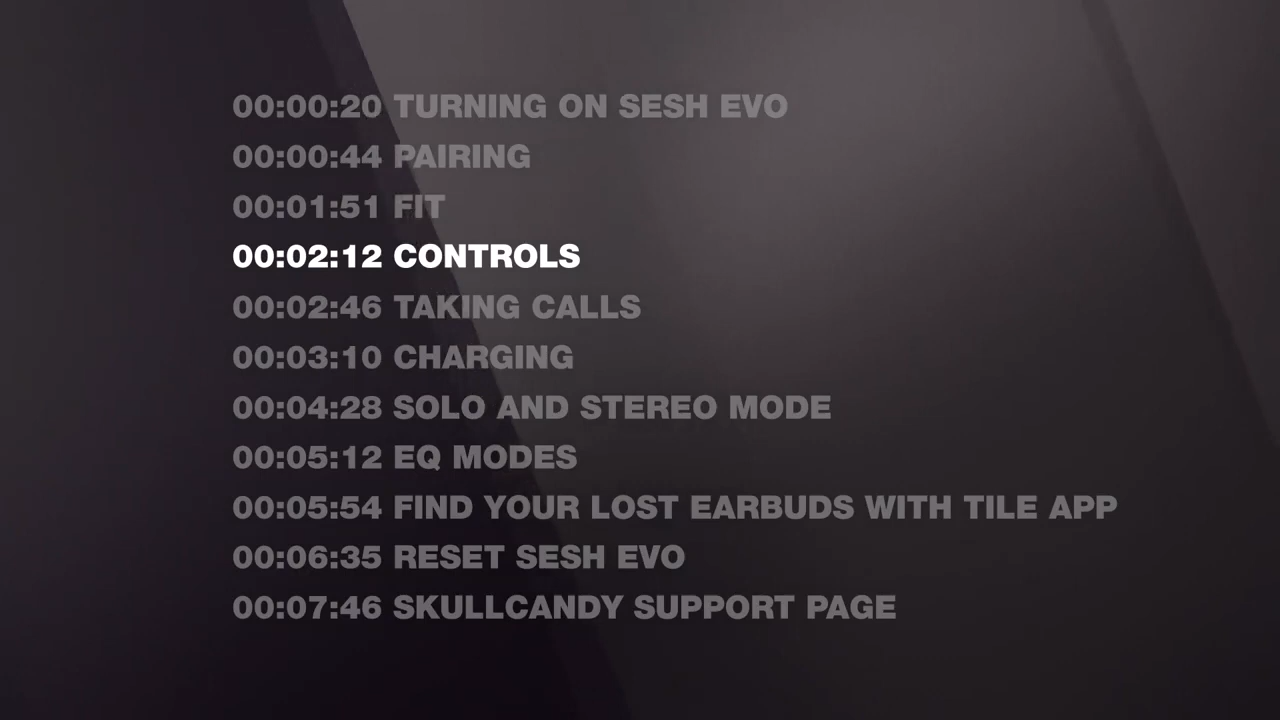 00:00:20 TURNING ON SESH EVO
00:00:44 PAIRING
00:01:51 FIT
00:02:12 CONTROLS
00:02:46 TAKING CALLS
00:03:10 CHARGING
00:04:28 SOLO AND STEREO MODE
00:05:12 EQ MODES
00:05:54 FIND YOUR LOST EARBUDS WITH TILE APP
00:06:35 RESET SESH EVO
00:07:46 SKULLCANDY SUPPORT PAGE